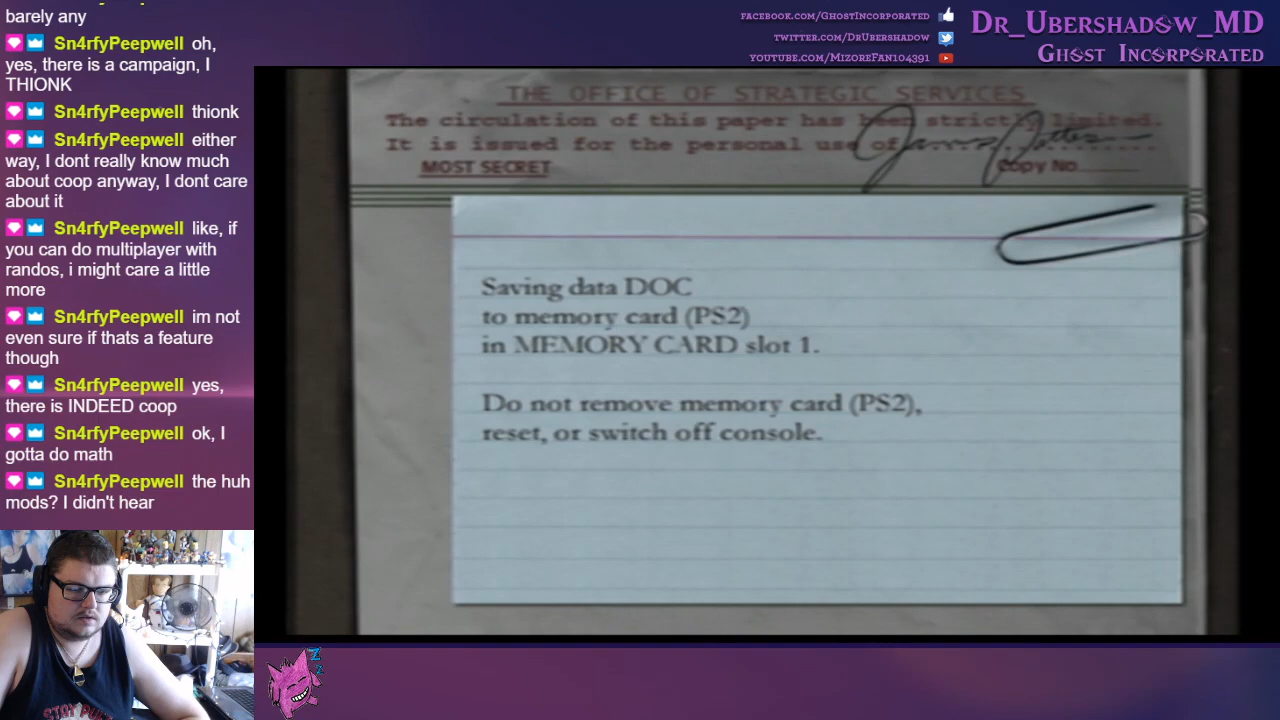 barely any
Sn4rfyPeepwell oh,
yes, there is a campaign, I
THIONK
Sn4rfyPeepwell thionk
Sn4rfyPeepwell either
way, I dont really know much
about coop anyway, I dont care
about it
Sn4rfyPeepwell like, if
you can do multiplayer with
randos, i might care a little
more
Sn4rfyPeepwell im not
even sure if thats a feature
though
Sn4rfyPeepwell yes,
there is INDEED coop
Sn4rfyPeepwell ok, I
gotta do math
Sn4rfyPeepwell the huh
mods? I didn't hear
facebook.com/GhostIncorporated
twitter.com/DrUbershadow
youtube.com/MizoreFan104391
Dr_Ubershadow_MD
Ghost Incorporated
THE OFFICE OF STRATEGIC SERVICES
The circulation of this paper has been strictly limited.
It is issued for the personal use of
MOST SECRET
Copy No
Saving data DOC
to memory card (PS2)
in MEMORY CARD slot 1.
Do not remove memory card (PS2),
reset, or switch off console.
Z
Z